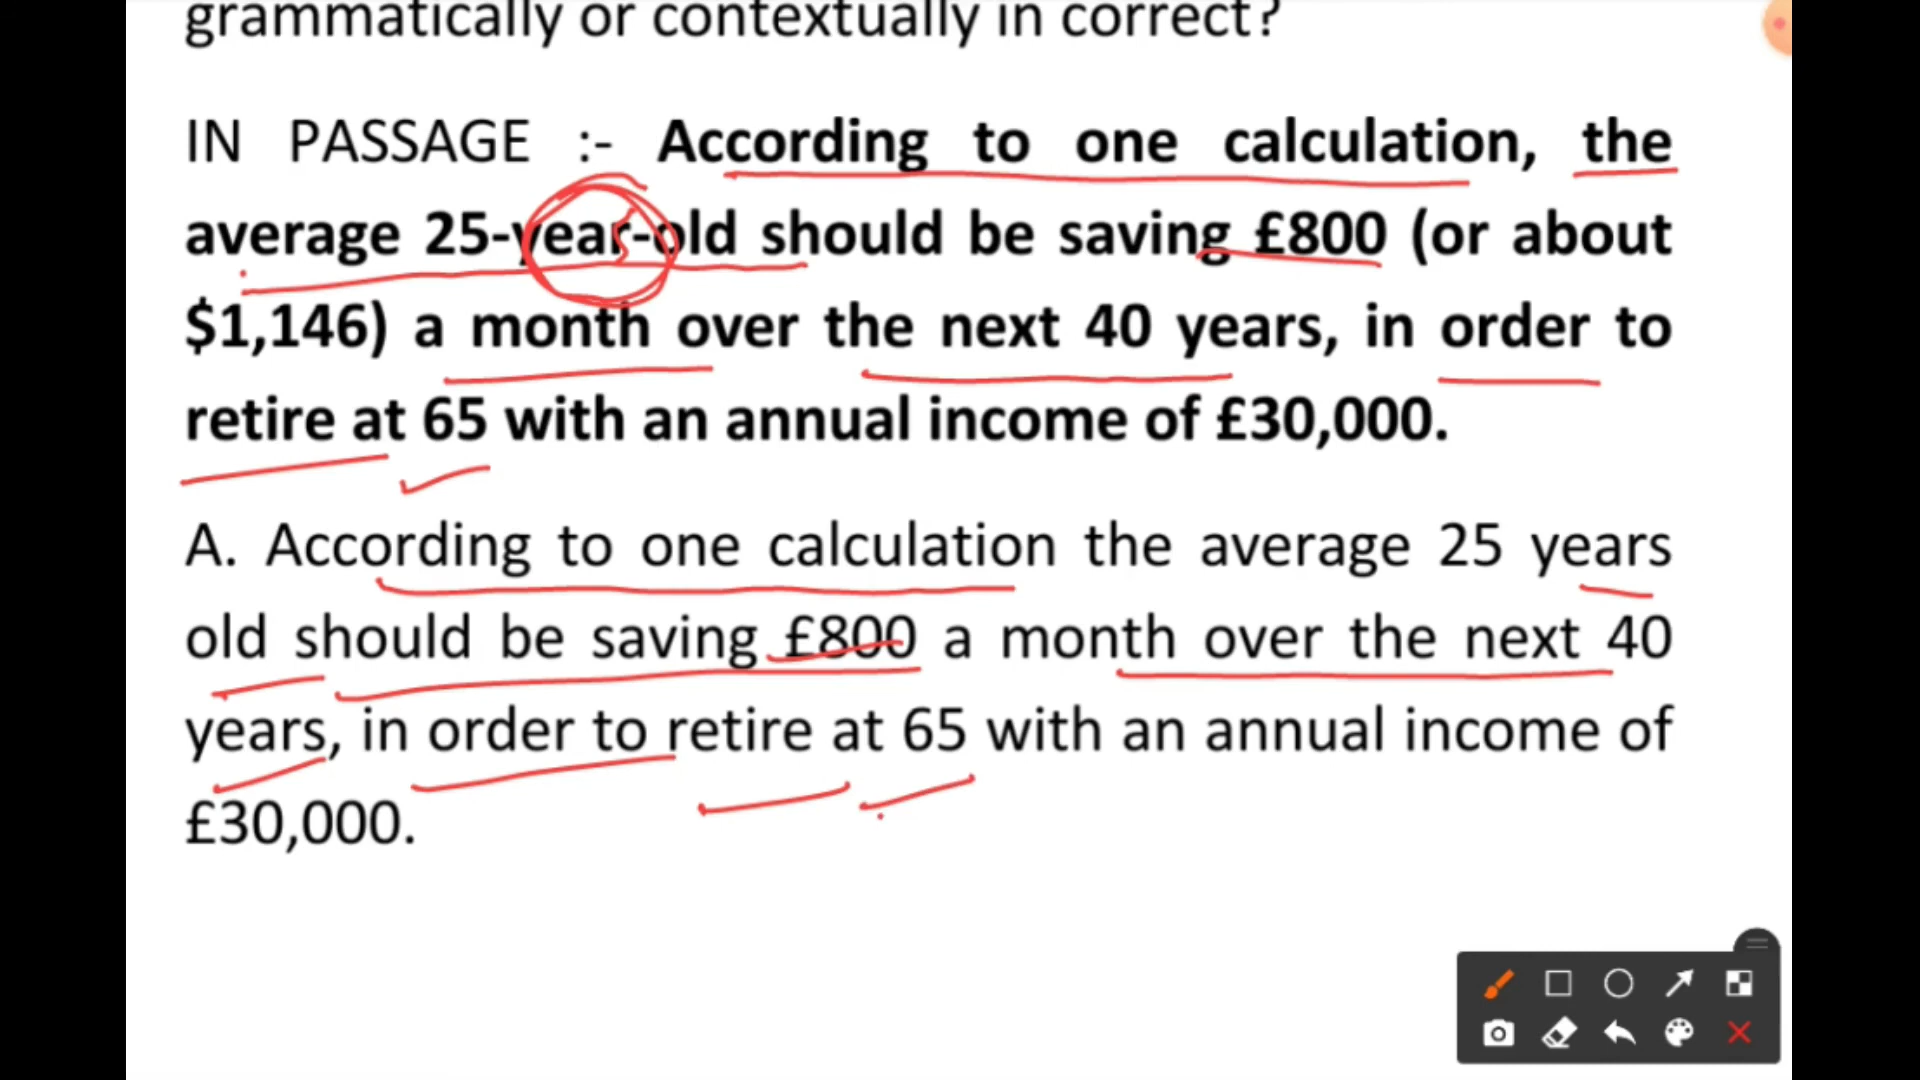 grammatically or contextually in correct?
IN PASSAGE :- According to one calculation, the
average 25-year-old should be saving £800 (or about
$1,146) a month over the next 40 years, in order to
retire at 65 with an annual income of £30,000.
A. According to one calculation the average 25 years
old should be saving £800 a month over the next 40
years, in order to retire at 65 with an annual income of
£30,000.